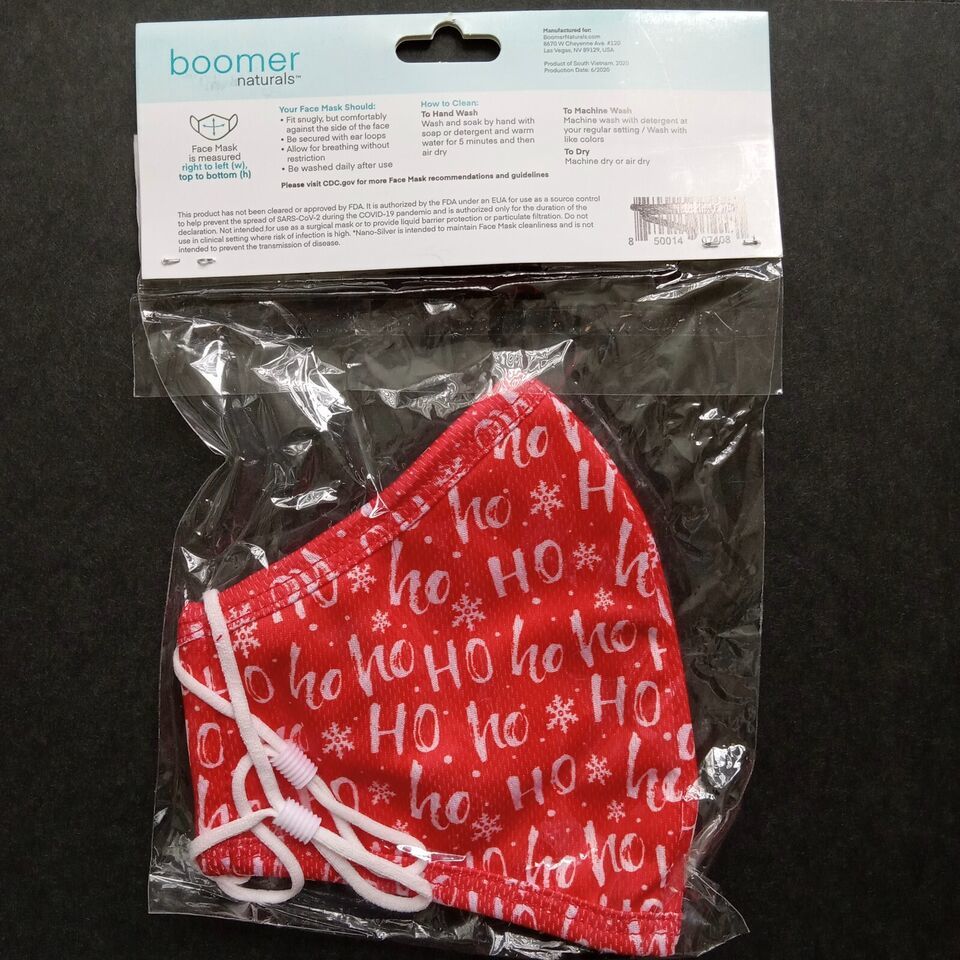 boomer
naturals™
Manufactured for:
BoomerNaturals.com
8670 W Cheyenne Ave. #120
Las Vegas, NV 89129, USA
Product of South Vietnam, 2020
Production Date: 6/2020
Face Mask
is measured
right to left (w),
top to bottom (h)
Your Face Mask Should:
• Fit snugly, but comfortably
against the side of the face
• Be secured with ear loops
• Allow for breathing without
restriction
• Be washed daily after use
How to Clean:
To Hand Wash
Wash and soak by hand with
soap or detergent and warm
water for 5 minutes and then
air dry
To Machine Wash
Machine wash with detergent at
your regular setting / Wash with
like colors
To Dry
Machine dry or air dry
Please visit CDC.gov for more Face Mask recommendations and guidelines
This product has not been cleared or approved by FDA. It is authorized by the FDA under an EUA for use as a source control
to help prevent the spread of SARS-CoV-2 during the COVID-19 pandemic and is authorized only for the duration of the
declaration. Not intended for use as a surgical mask or to provide liquid barrier protection or particulate filtration. Do not
use in clinical setting where risk of infection is high. *Nano-Silver is intended to maintain Face Mask cleanliness and is not
intended to prevent the transmission of disease.
8 50014
ho
ho H
ho HO h
HO ho ho HO ho ho
HO ho HO
ho HO ho
HO ho ho
HO